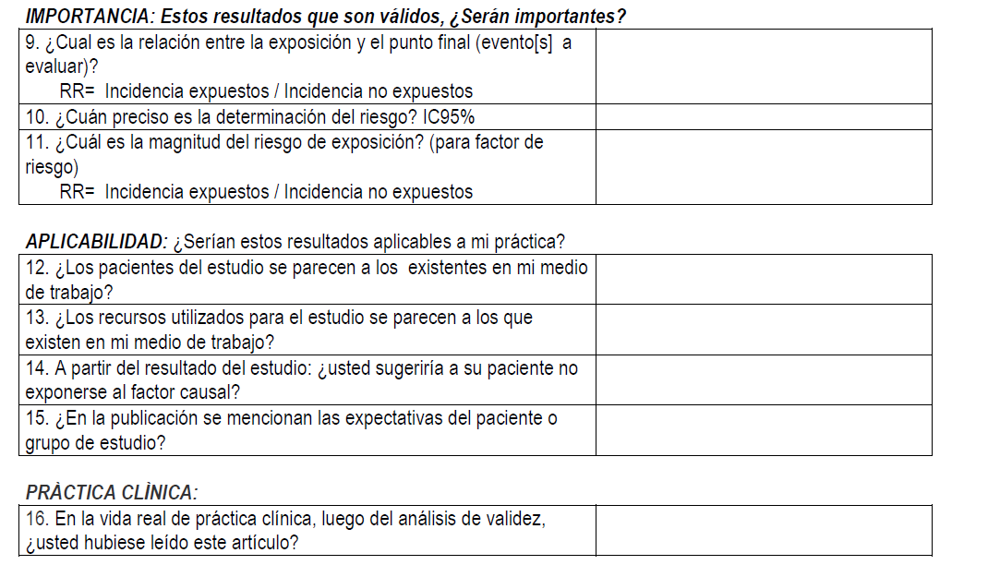 IMPORTANCIA: Estos resultados que son válidos, ¿Serán importantes?
9. ¿Cual es la relación entre la exposición y el punto final (evento[s]  a
evaluar)?
RR=  Incidencia expuestos / Incidencia no expuestos
10. ¿Cuán preciso es la determinación del riesgo? IC95%
11. ¿Cuál es la magnitud del riesgo de exposición? (para factor de
riesgo)
RR=  Incidencia expuestos / Incidencia no expuestos
APLICABILIDAD: ¿Serían estos resultados aplicables a mi práctica?
12. ¿Los pacientes del estudio se parecen a los  existentes en mi medio
de trabajo?
13. ¿Los recursos utilizados para el estudio se parecen a los que
existen en mi medio de trabajo?
14. A partir del resultado del estudio: ¿usted sugeriría a su paciente no
exponerse al factor causal?
15. ¿En la publicación se mencionan las expectativas del paciente o
grupo de estudio?
PRÀCTICA CLÌNICA:
16. En la vida real de práctica clínica, luego del análisis de validez,
¿usted hubiese leído este artículo?